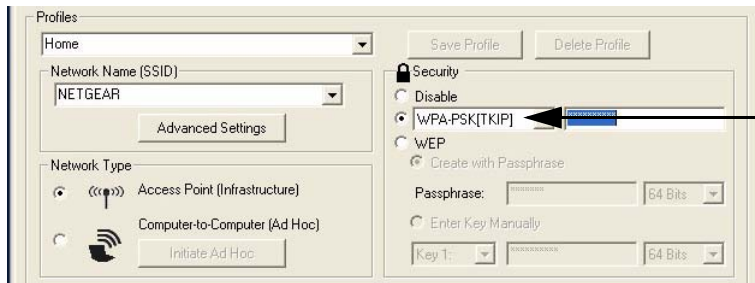 Profiles
Home
Save Profile
Delete Profile
Network Name (SSID)
NETGEAR
Advanced Settings
Security
Disable
WPA-PSK[TKIP]
WEP
Create with Passphrase
Passphrase:
64 Bits
Enter Key Manually
Key 1:
64 Bits
Network Type
Access Point (Infrastructure)
Computer-to-Computer (Ad Hoc)
Initiate Ad Hoc